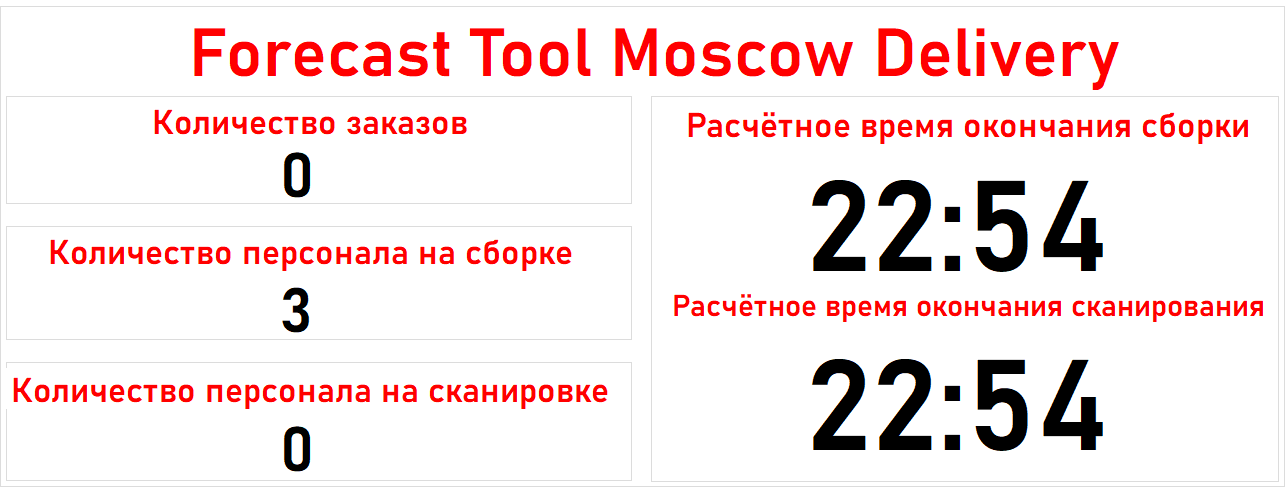 Forecast Tool Moscow Delivery
Количество заказов
0
Количество персонала на сборке
3
Количество персонала на сканировке
0
Расчётное время окончания сборки
22:54
Расчётное время окончания сканирования
22:54